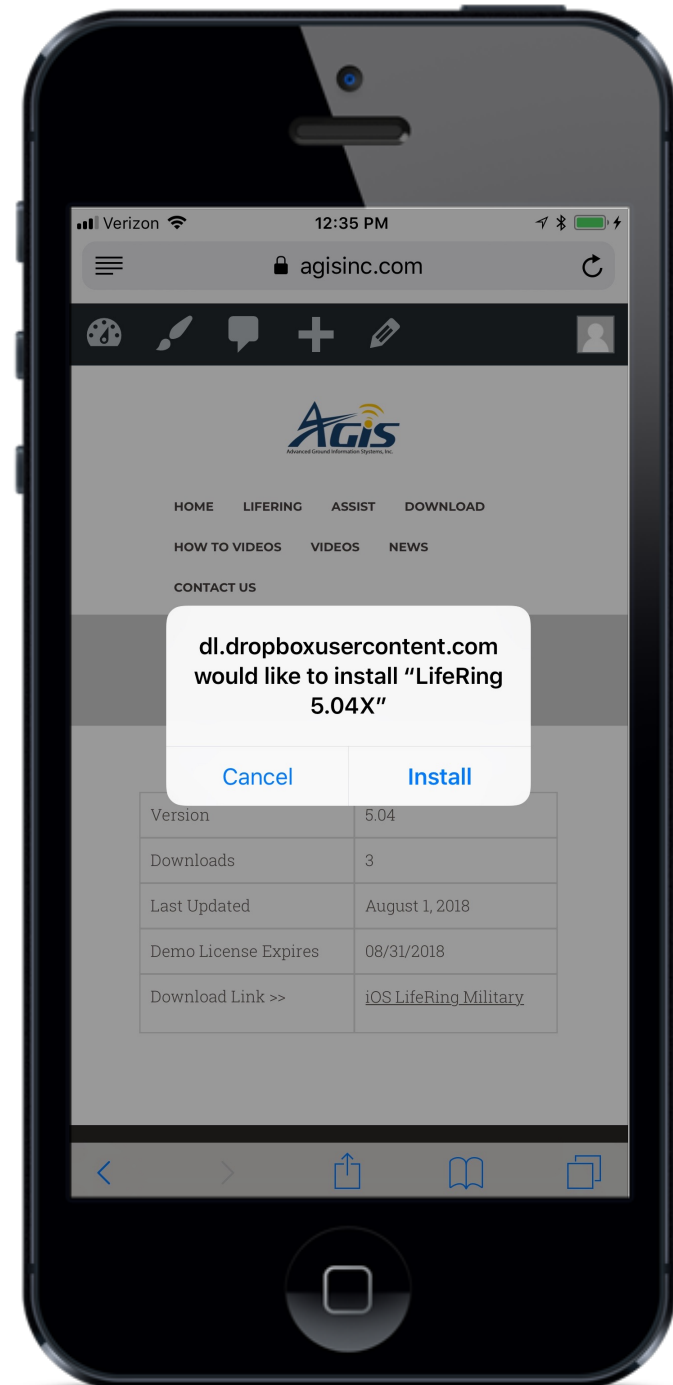 Verizon 12:35 PM
agisinc.com
AGIS
Advanced Ground Information Systems, Inc.
HOME LIFERING ASSIST DOWNLOAD
HOW TO VIDEOS VIDEOS NEWS
CONTACT US
dl.dropboxusercontent.com
would like to install “LifeRing
5.04X”
Cancel Install
Version 5.04
Downloads 3
Last Updated August 1, 2018
Demo License Expires 08/31/2018
Download Link >> iOS LifeRing Military